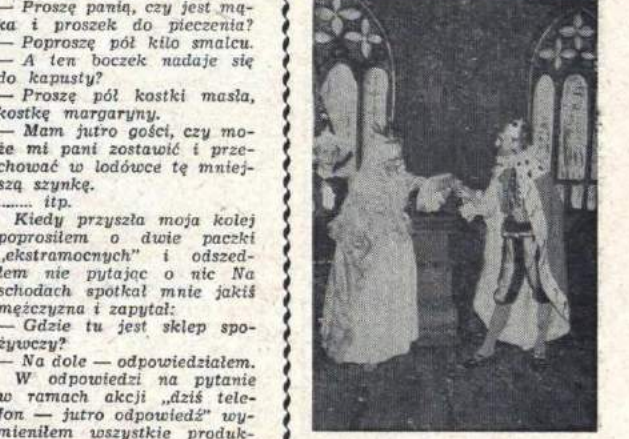 — Proszę panią, czy jest mą-
ka i proszek do pieczenia?
— Poproszę pół kilo smalcu.
— A ten boczek nadaje się
do kapusty?
— Proszę pół kostki masła,
kostkę margaryny.
— Mam jutro gości, czy mo-
że mi pani zostawić i prze-
chować w lodówce tę mniej-
szą szynkę.
....... itp.
Kiedy przyszła moja kolej
poprosiłem o dwie paczki
„ekstramocnych" i odszed-
łem nie pytając o nic Na
schodach spotkał mnie jakiś
mężczyzna i zapytał:
— Gdzie tu jest sklep spo-
żywczy?
— Na dole — odpowiedziałem.
W odpowiedzi na pytanie
w ramach akcji „dziś tele-
fon — jutro odpowiedź" wy-
mieniłem wszystkie produk-